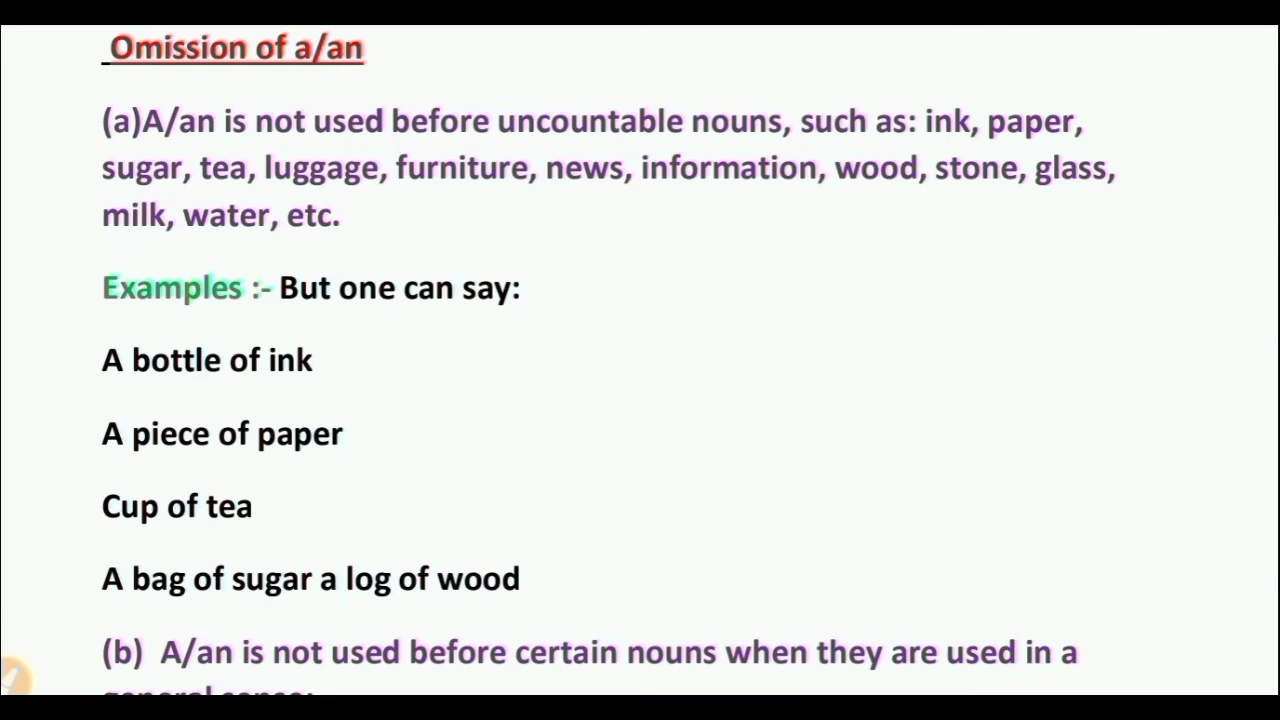 Omission of a/an
(a)A/an is not used before uncountable nouns, such as: ink, paper,
sugar, tea, luggage, furniture, news, information, wood, stone, glass,
milk, water, etc.
Examples :- But one can say:
A bottle of ink
A piece of paper
Cup of tea
A bag of sugar a log of wood
(b) A/an is not used before certain nouns when they are used in a
general sense: